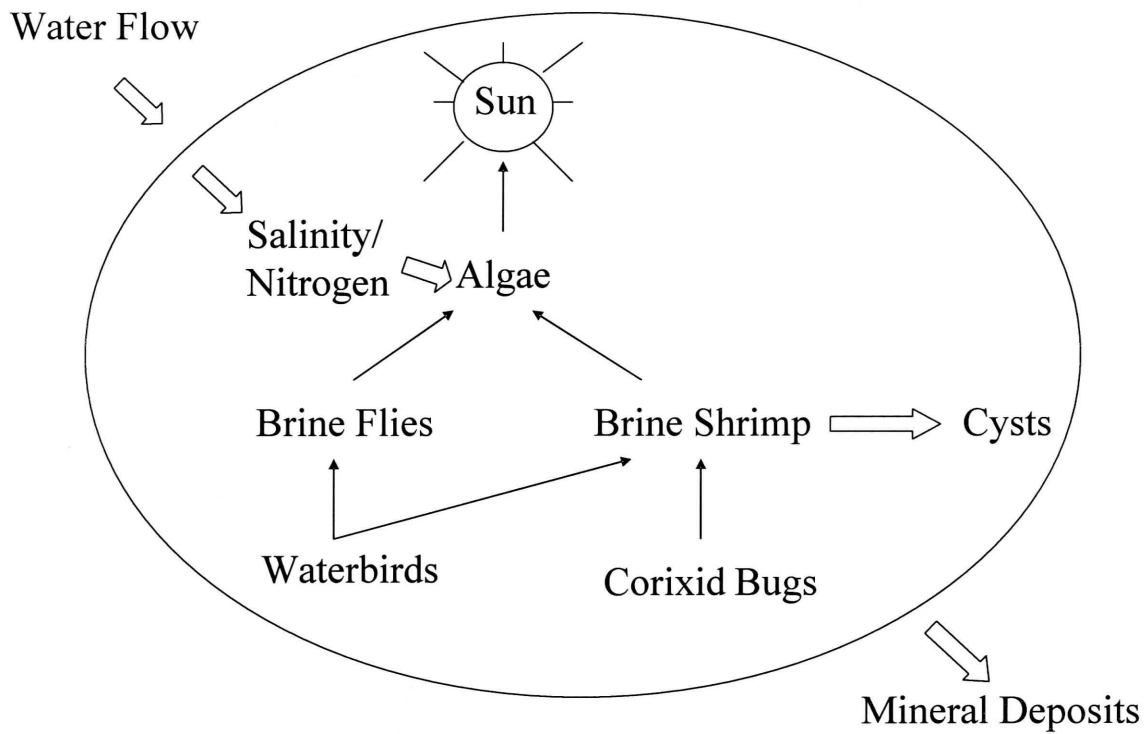 Water Flow
Sun
Salinity/
Nitrogen
Algae
Brine Flies
Brine Shrimp
Cysts
Waterbirds
Corixid Bugs
Mineral Deposits